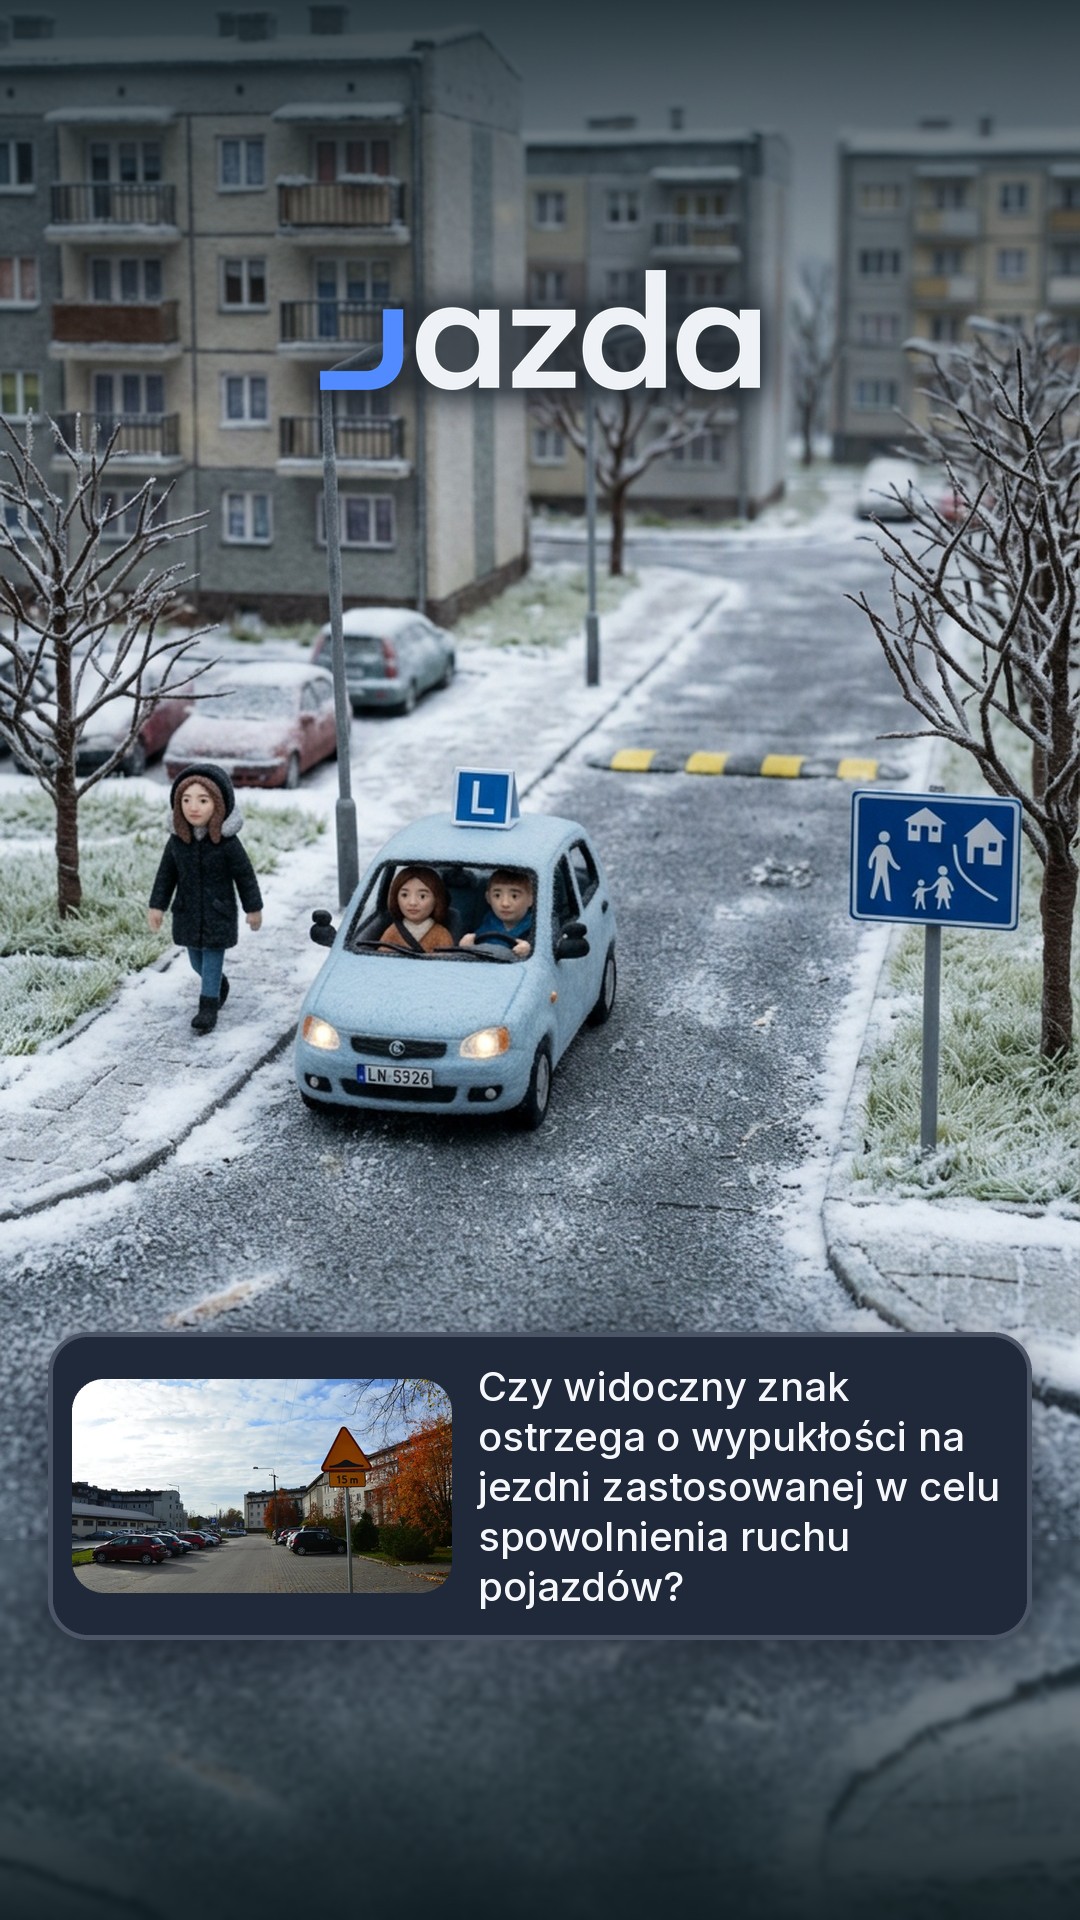 Jazda
L
LN 5926
15 m
Czy widoczny znak
ostrzega o wypukłości na
jezdni zastosowanej w celu
spowolnienia ruchu
pojazdów?